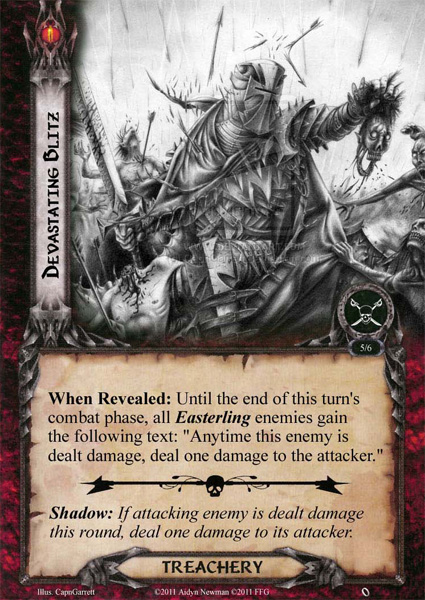 Devastating Blitz
5/6
When Revealed: Until the end of this turn's
combat phase, all Easterling enemies gain
the following text: "Anytime this enemy is
dealt damage, deal one damage to the attacker."
Shadow: If attacking enemy is dealt damage
this round, deal one damage to its attacker.
TREACHERY
Illus. CapnGarrett
©2011 Aidyn Newman ©2011 FFG